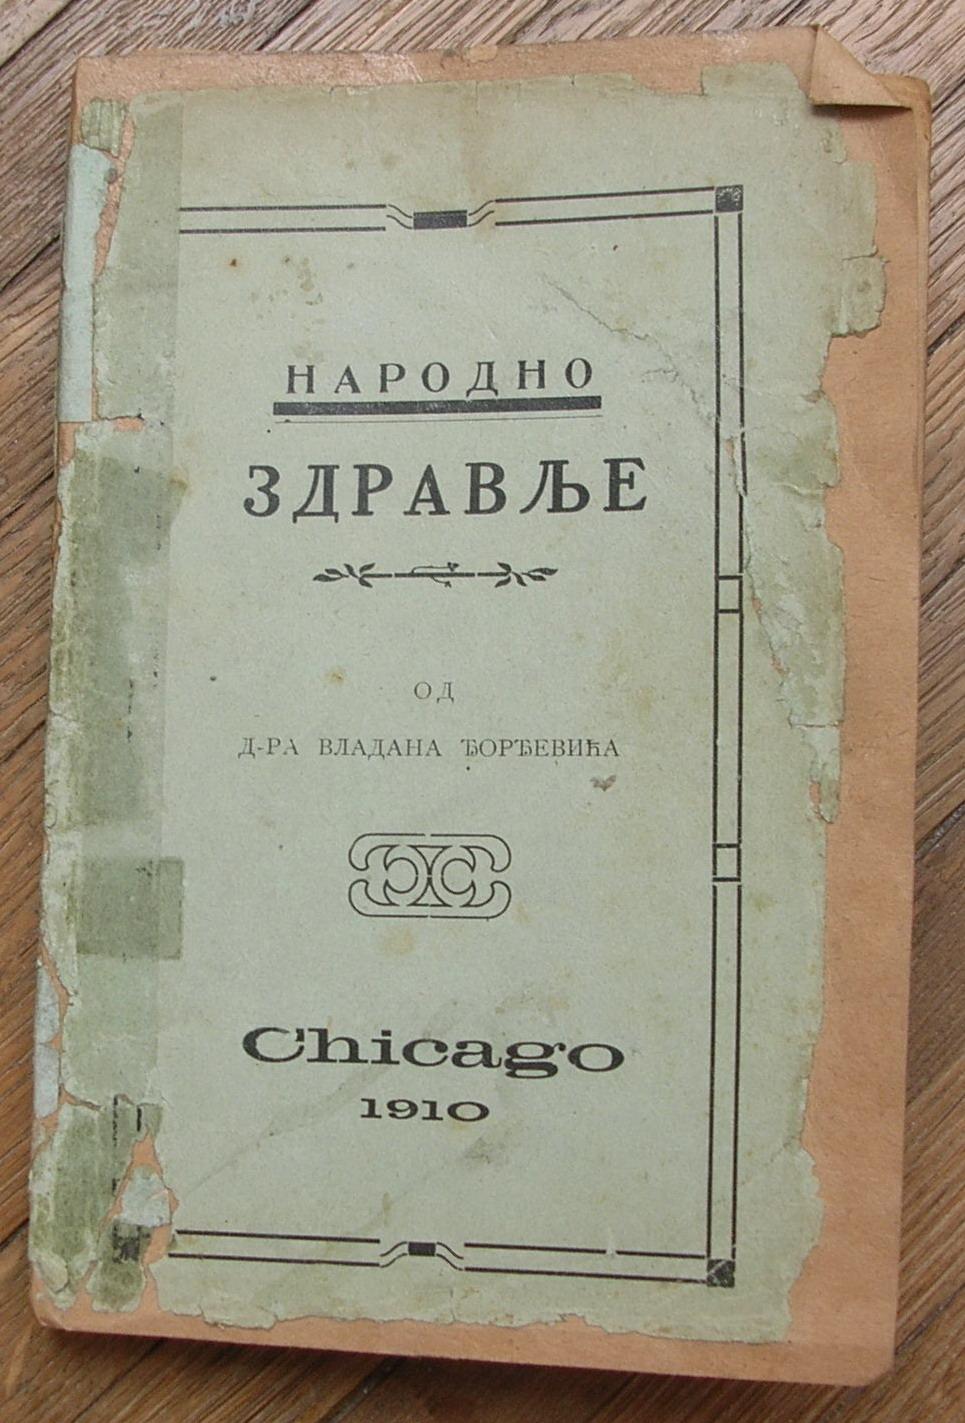 НАРОДНО
ЗДРАВЉЕ
ОД
Д-РА ВЛАДАНА ЂОРЂЕВИЋА
Chicago
1910